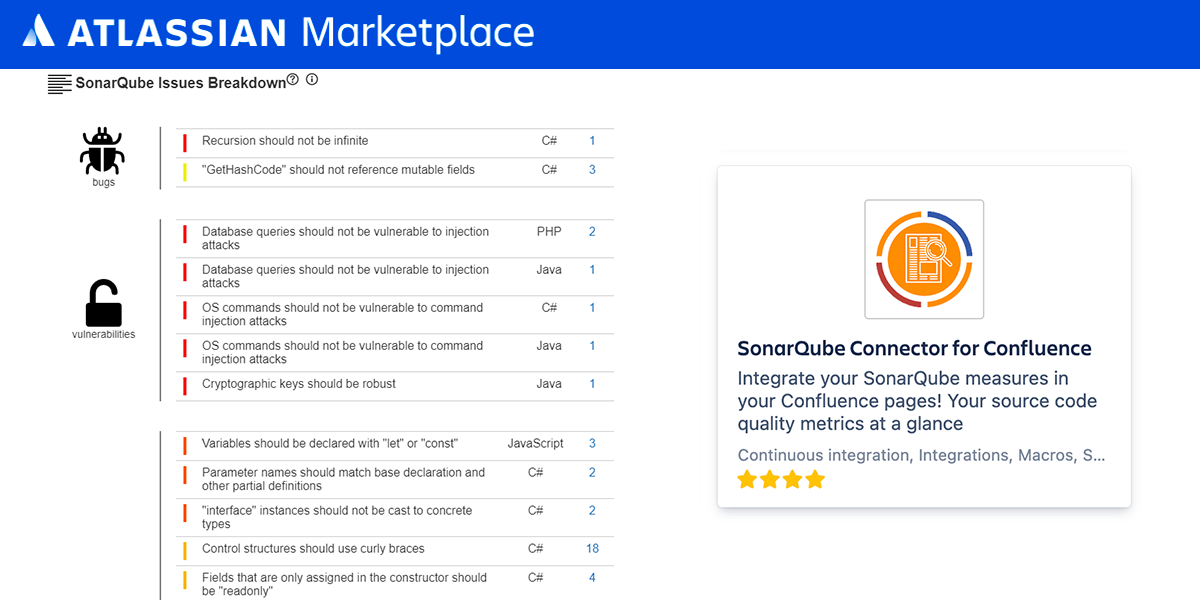 ATLASSIAN Marketplace
SonarQube Issues Breakdown
bugs
Recursion should not be infinite C# 1
"GetHashCode" should not reference mutable fields C# 3
vulnerabilities
Database queries should not be vulnerable to injection PHP 2
attacks
Database queries should not be vulnerable to injection Java 1
attacks
OS commands should not be vulnerable to command C# 1
injection attacks
OS commands should not be vulnerable to command Java 1
injection attacks
Cryptographic keys should be robust Java 1
Variables should be declared with "let" or "const" JavaScript 3
Parameter names should match base declaration and C# 2
other partial definitions
"interface" instances should not be cast to concrete C# 2
types
Control structures should use curly braces C# 18
Fields that are only assigned in the constructor should C# 4
be "readonly"
SonarQube Connector for Confluence
Integrate your SonarQube measures in
your Confluence pages! Your source code
quality metrics at a glance
Continuous integration, Integrations, Macros, S...